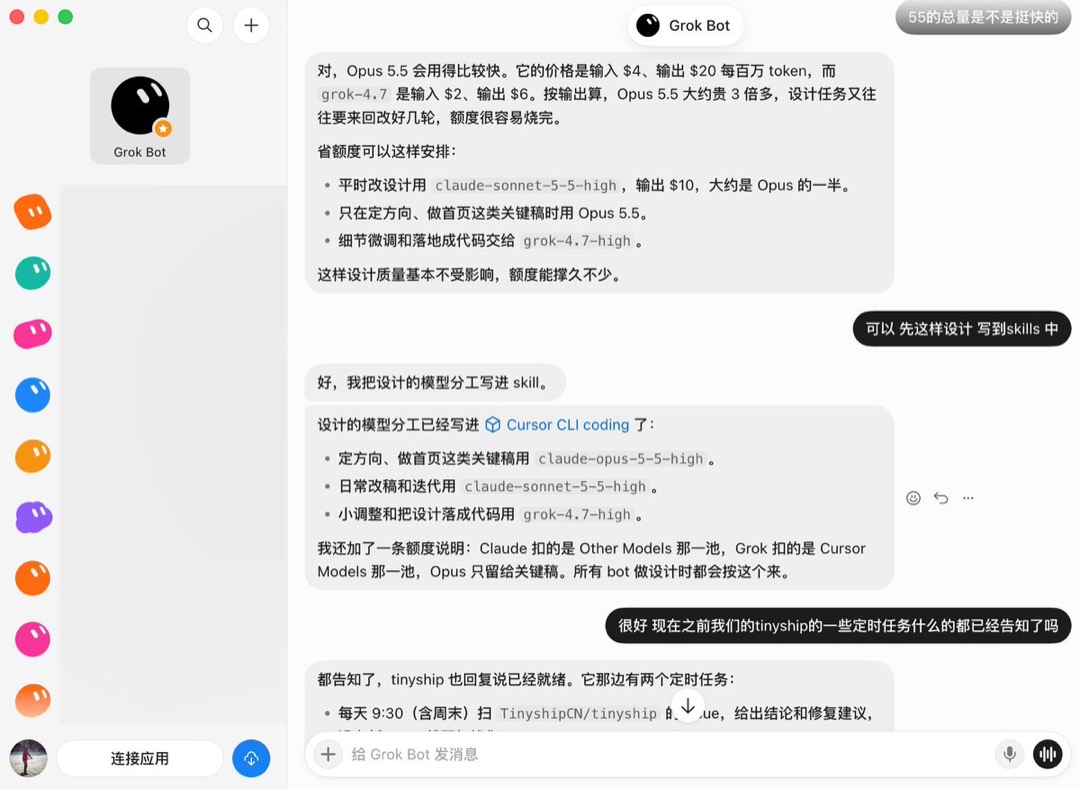 Grok Bot
55的总量是不是挺快的
Grok Bot
对，Opus 5.5 会用得比较快。它的价格是输入 $4、输出 $20 每百万 token，而
grok-4.7 是输入 $2、输出 $6。按输出算，Opus 5.5 大约贵 3 倍多，设计任务又往
往要来回改好几轮，额度很容易烧完。
省额度可以这样安排：
• 平时改设计用 claude-sonnet-5-5-high，输出 $10，大约是 Opus 的一半。
• 只在定方向、做首页这类关键稿时用 Opus 5.5。
• 细节微调和落地成代码交给 grok-4.7-high。
这样设计质量基本不受影响，额度能撑久不少。
可以 先这样设计 写到skills 中
好，我把设计的模型分工写进 skill。
设计的模型分工已经写进 Cursor CLI coding 了：
• 定方向、做首页这类关键稿用 claude-opus-5-5-high。
• 日常改稿和迭代用 claude-sonnet-5-5-high。
• 小调整和把设计落成代码用 grok-4.7-high。
我还加了一条额度说明：Claude 扣的是 Other Models 那一池，Grok 扣的是 Cursor
Models 那一池，Opus 只留给关键稿。所有 bot 做设计时都会按这个来。
很好 现在之前我们的tinyship的一些定时任务什么的都已经告知了吗
都告知了，tinyship 也回复说已经就绪。它那边有两个定时任务：
• 每天 9:30（含周末）扫 TinyshipCN/tinyship 的 ue，给出结论和修复建议，
连接应用
给 Grok Bot 发消息